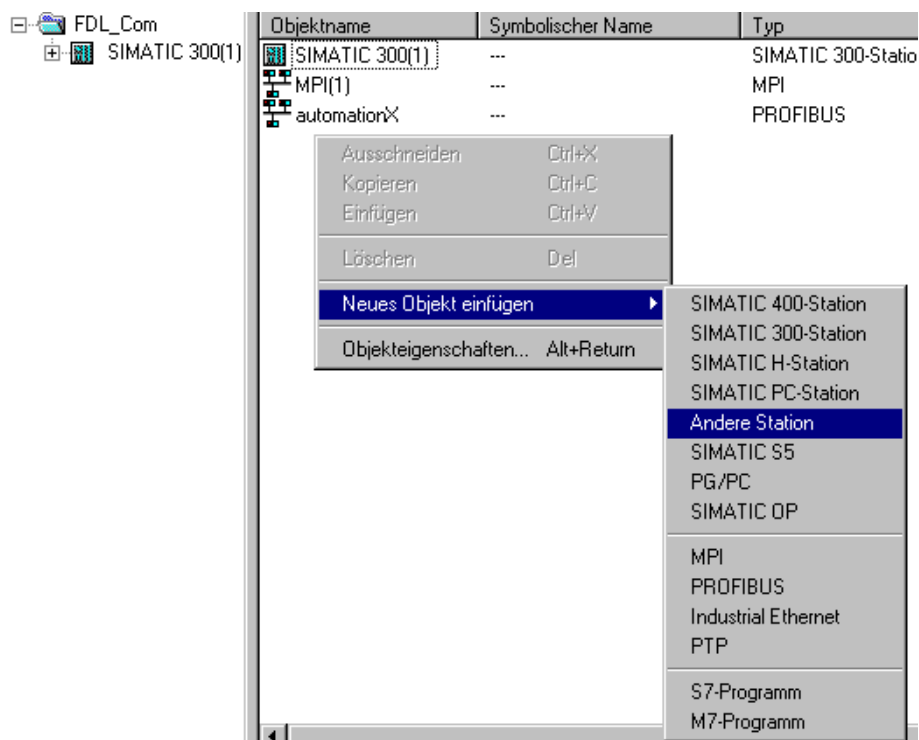 FDL_Com
SIMATIC 300(1)
Objektname Symbolischer Name Typ
SIMATIC 300(1) --- SIMATIC 300-Statio
MPI(1) --- MPI
automationX --- PROFIBUS
Ausschneiden Ctrl+X
Kopieren Ctrl+C
Einfügen Ctrl+V
Löschen Del
Neues Objekt einfügen
Objekteigenschaften... Alt+Return
SIMATIC 400-Station
SIMATIC 300-Station
SIMATIC H-Station
SIMATIC PC-Station
Andere Station
SIMATIC S5
PG/PC
SIMATIC OP
MPI
PROFIBUS
Industrial Ethernet
PTP
S7-Programm
M7-Programm